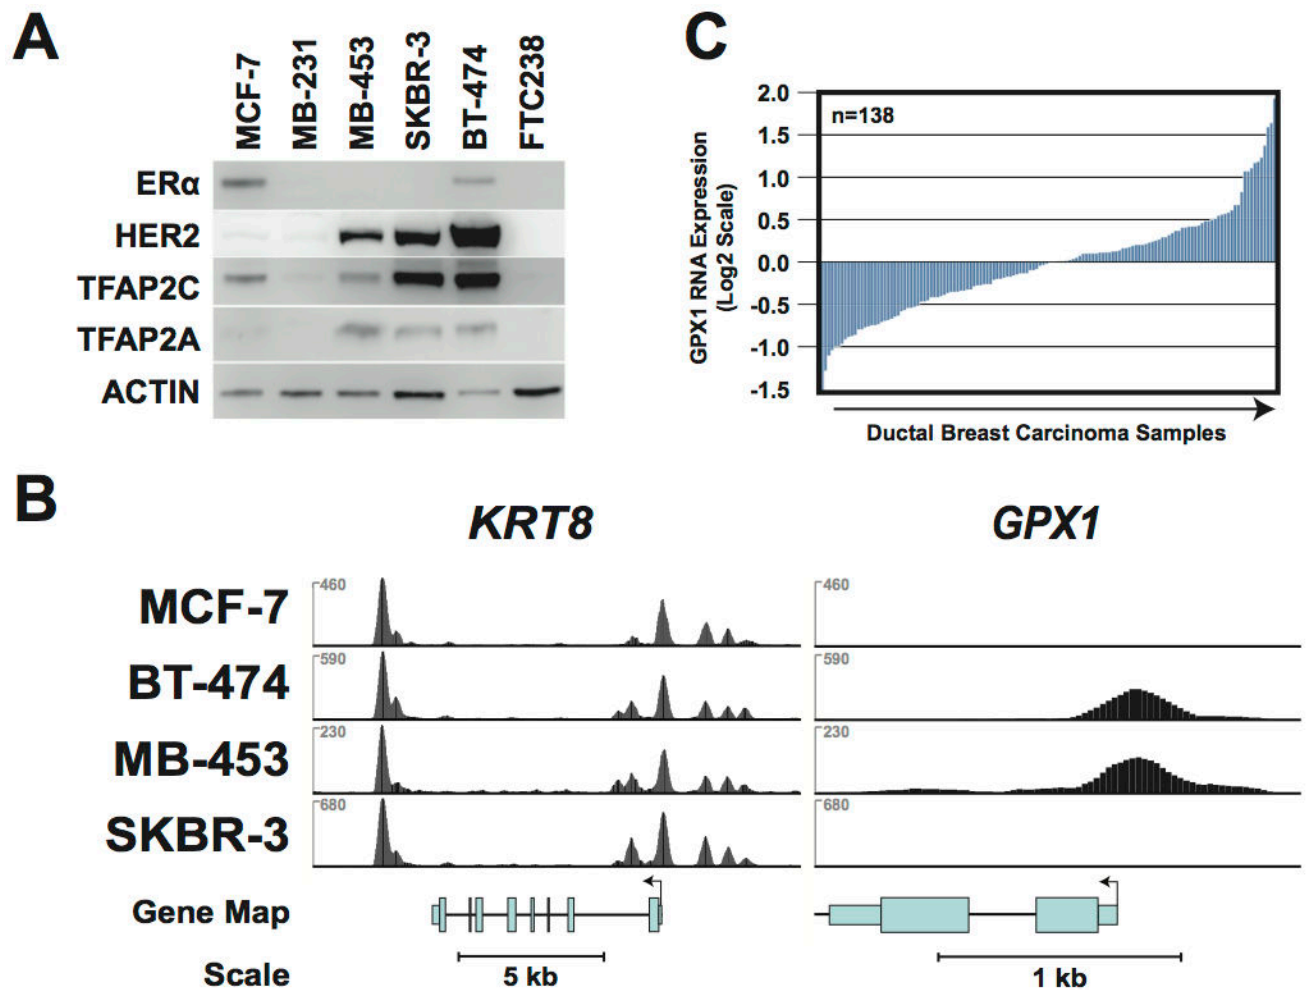 A
MCF-7
MB-231
MB-453
SKBR-3
BT-474
FTC238
ERα
HER2
TFAP2C
TFAP2A
ACTIN
C
GPX1 RNA Expression
(Log2 Scale)
2.0
1.5
1.0
0.5
0.0
-0.5
-1.0
-1.5
n=138
Ductal Breast Carcinoma Samples
B
KRT8
GPX1
MCF-7
460
460
BT-474
590
590
MB-453
230
230
SKBR-3
680
680
Gene Map
Scale
5 kb
1 kb